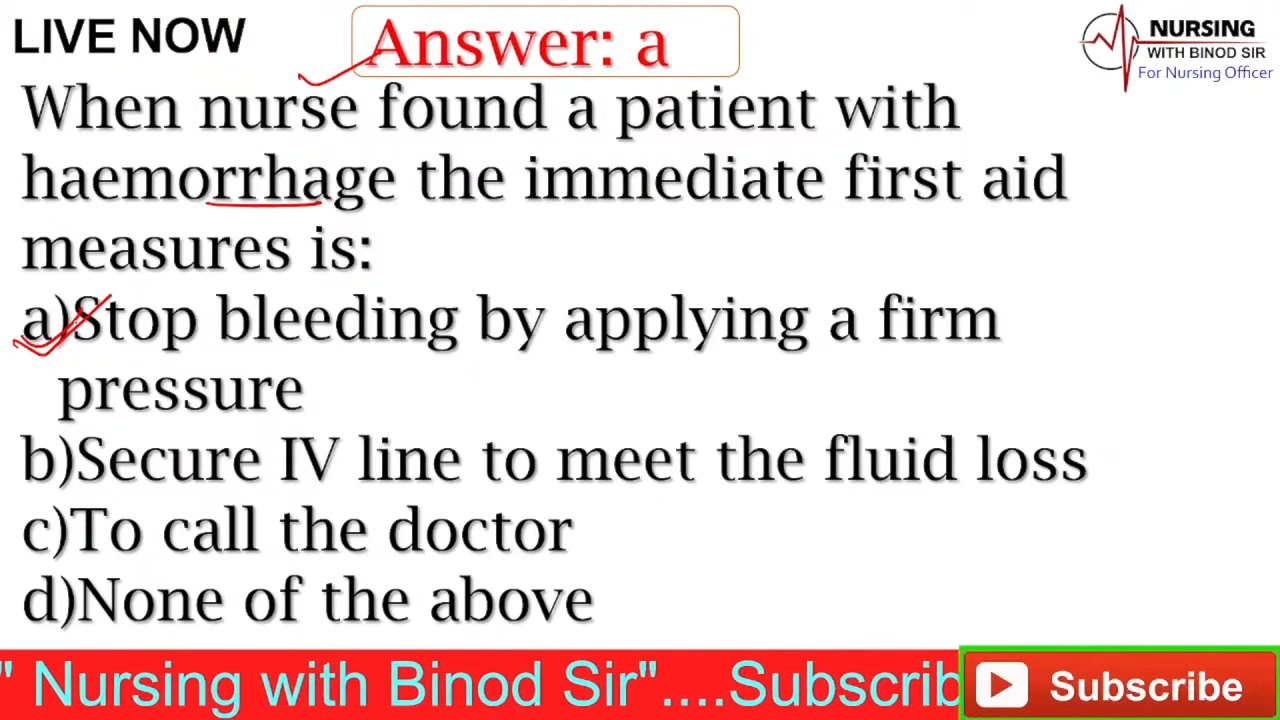 LIVE NOW
Answer: a
NURSING
WITH BINOD SIR
For Nursing Officer
When nurse found a patient with
haemorrhage the immediate first aid
measures is:
a)Stop bleeding by applying a firm
pressure
b)Secure IV line to meet the fluid loss
c)To call the doctor
d)None of the above
" Nursing with Binod Sir"....Subscrib
Subscribe